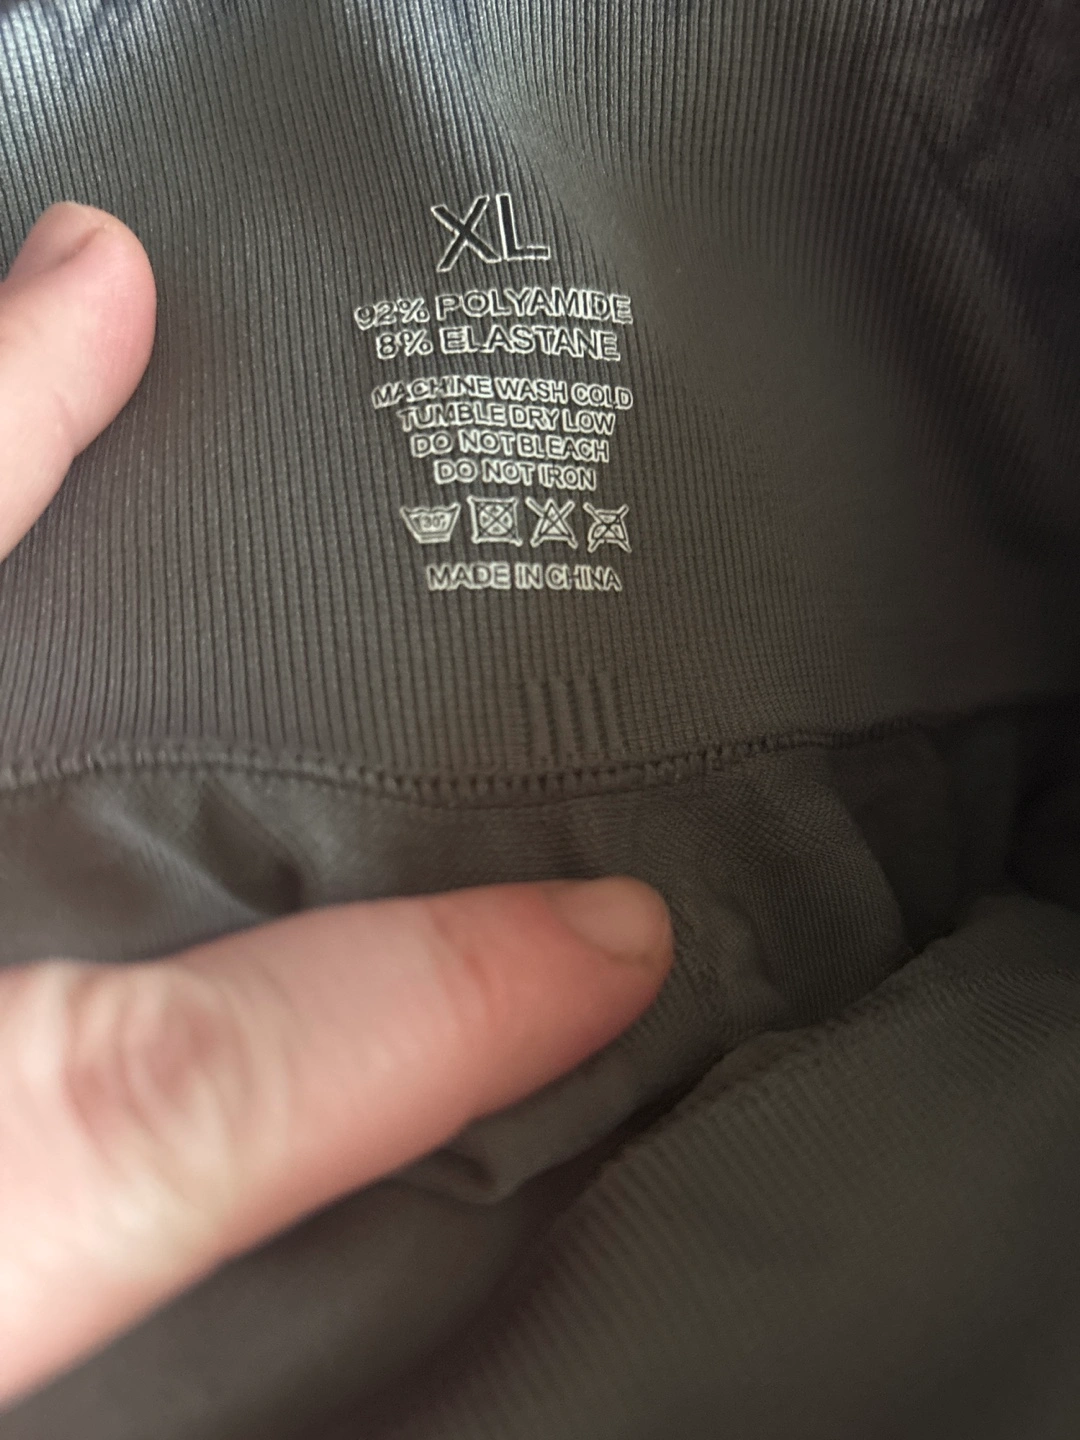 XL
92% POLYAMIDE
8% ELASTANE
MACHINE WASH COLD
TUMBLE DRY LOW
DO NOT BLEACH
DO NOT IRON
30°
MADE IN CHINA